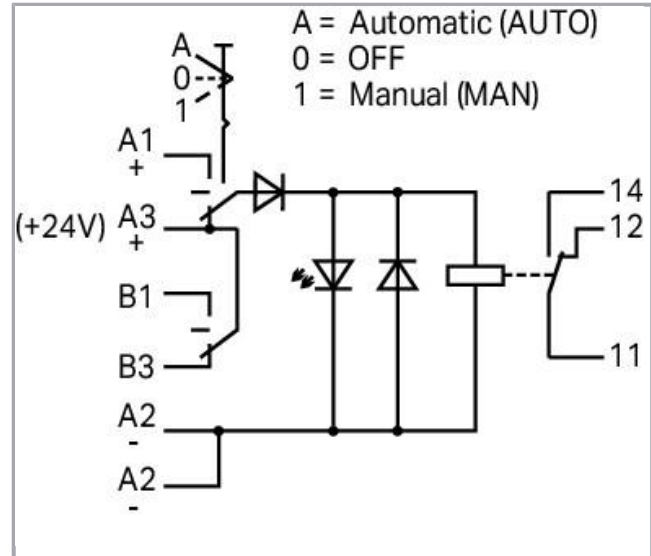 A = Automatic (AUTO)
0 = OFF
1 = Manual (MAN)
A
0
1
A1
+
(+24V) A3
+
B1
B3
A2
-
A2
-
14
12
11